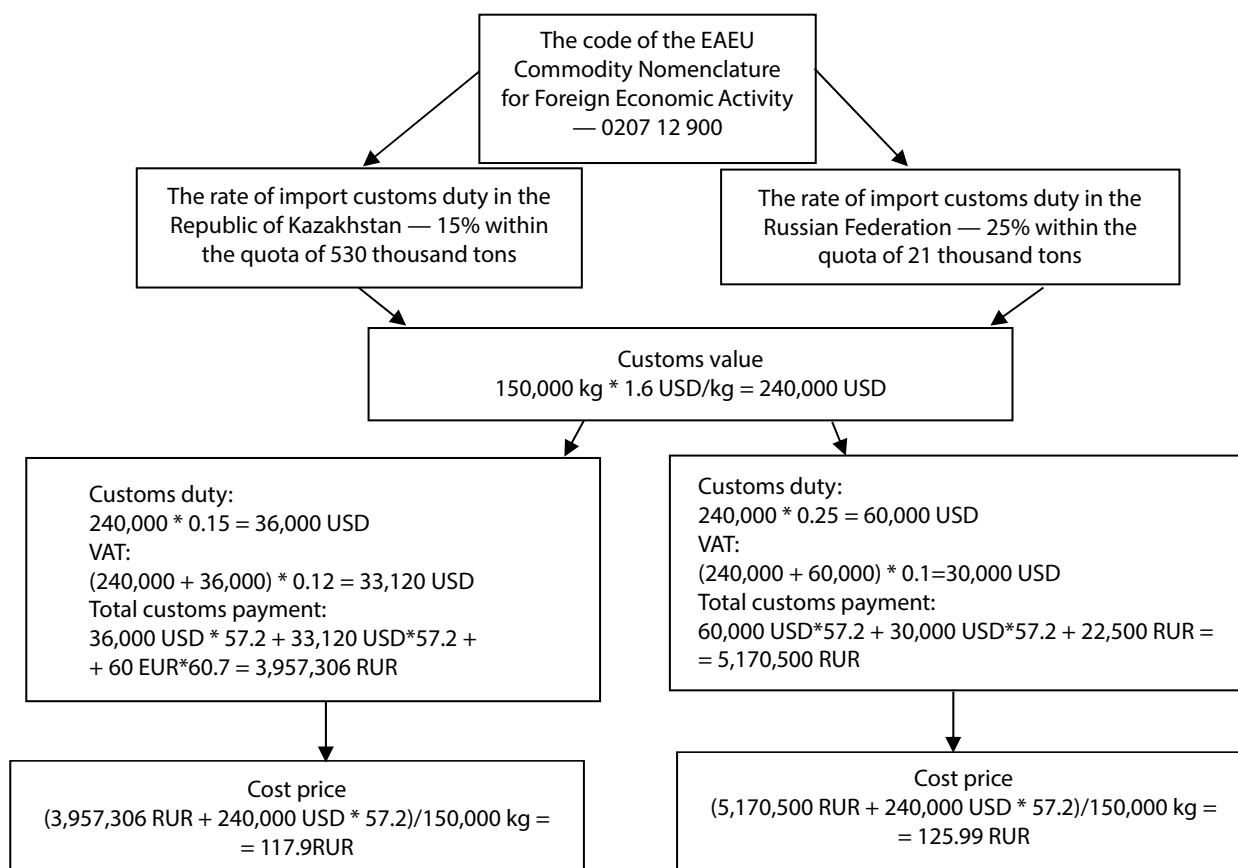 The code of the EAEU
Commodity Nomenclature
for Foreign Economic Activity
— 0207 12 900
The rate of import customs duty in the
Republic of Kazakhstan — 15% within
the quota of 530 thousand tons
The rate of import customs duty in the
Russian Federation — 25% within the
quota of 21 thousand tons
Customs value
150,000 kg * 1.6 USD/kg = 240,000 USD
Customs duty:
240,000 * 0.15 = 36,000 USD
VAT:
(240,000 + 36,000) * 0.12 = 33,120 USD
Total customs payment:
36,000 USD * 57.2 + 33,120 USD*57.2 +
+ 60 EUR*60.7 = 3,957,306 RUR
Customs duty:
240,000 * 0.25 = 60,000 USD
VAT:
(240,000 + 60,000) * 0.1=30,000 USD
Total customs payment:
60,000 USD*57.2 + 30,000 USD*57.2 + 22,500 RUR =
= 5,170,500 RUR
Cost price
(3,957,306 RUR + 240,000 USD * 57.2)/150,000 kg =
= 117.9RUR
Cost price
(5,170,500 RUR + 240,000 USD * 57.2)/150,000 kg =
= 125.99 RUR